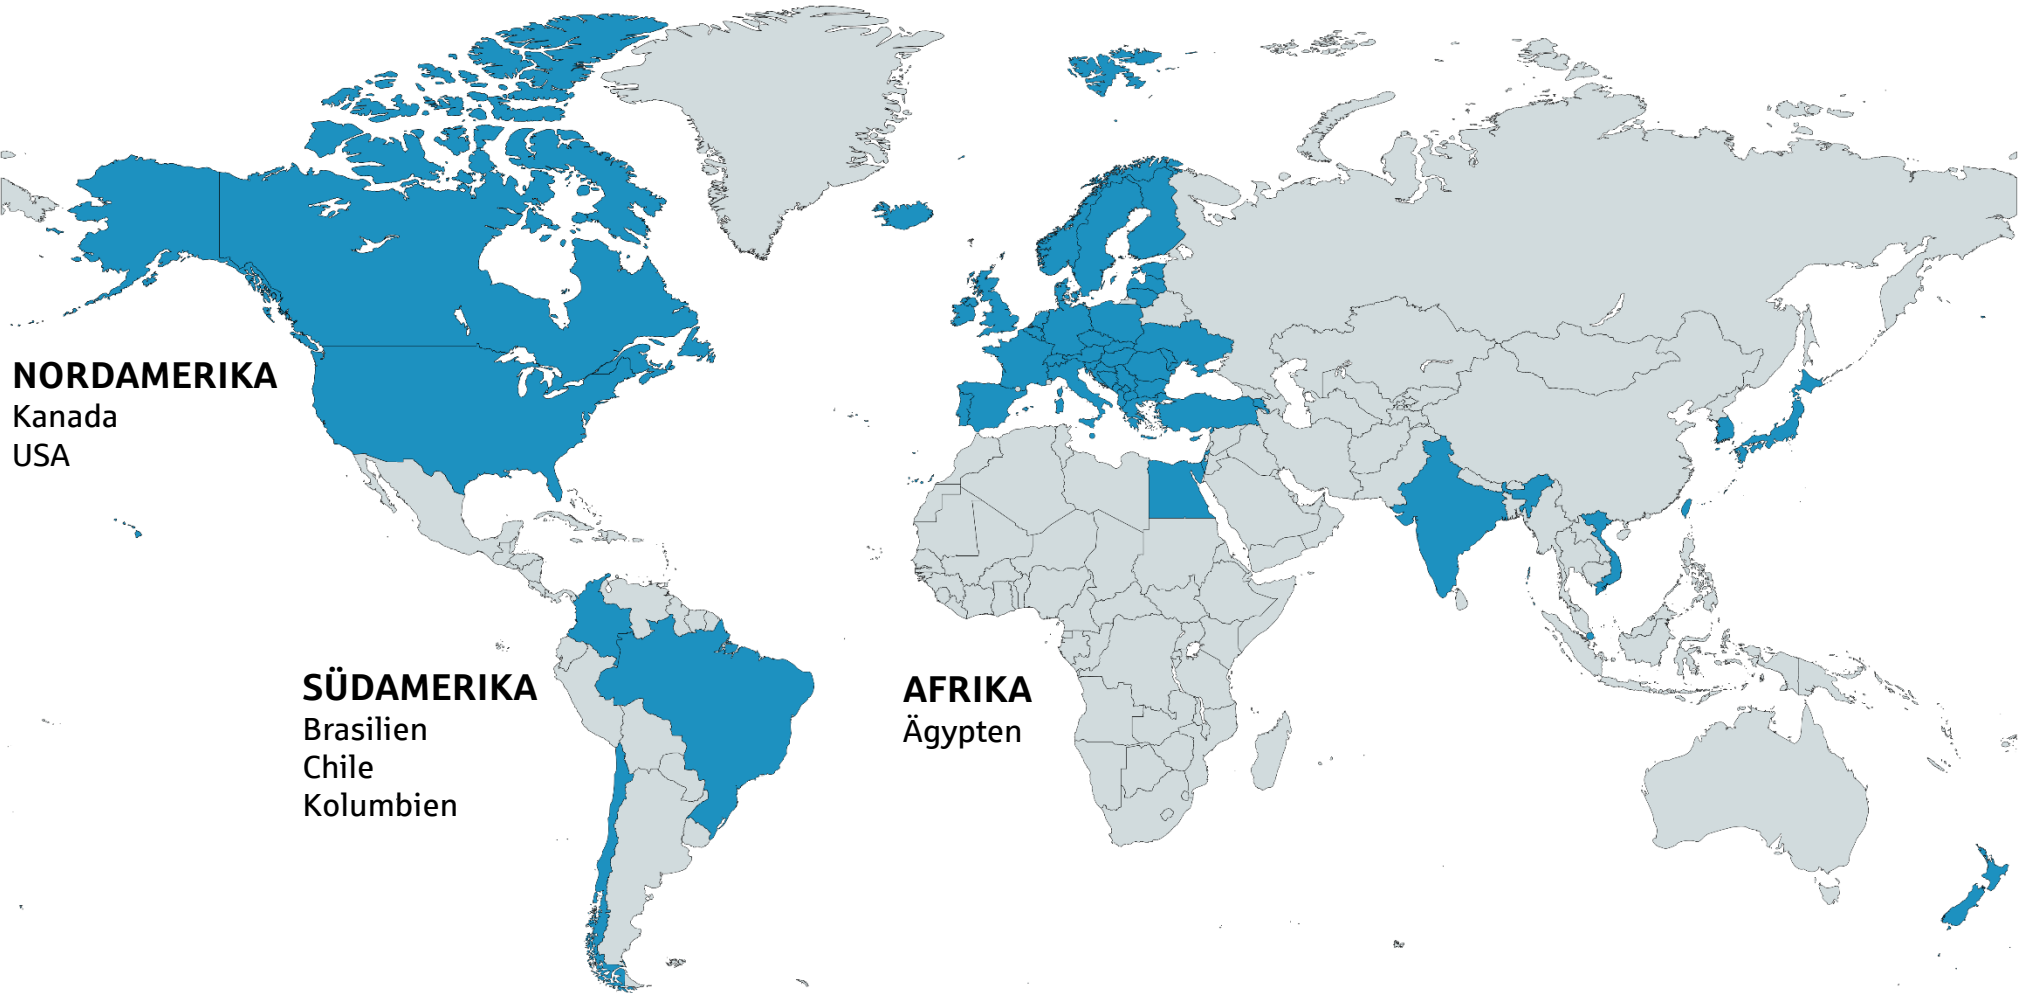 NORDAMERIKA
Kanada
USA
SÜDAMERIKA
Brasilien
Chile
Kolumbien
AFRIKA
Ägypten